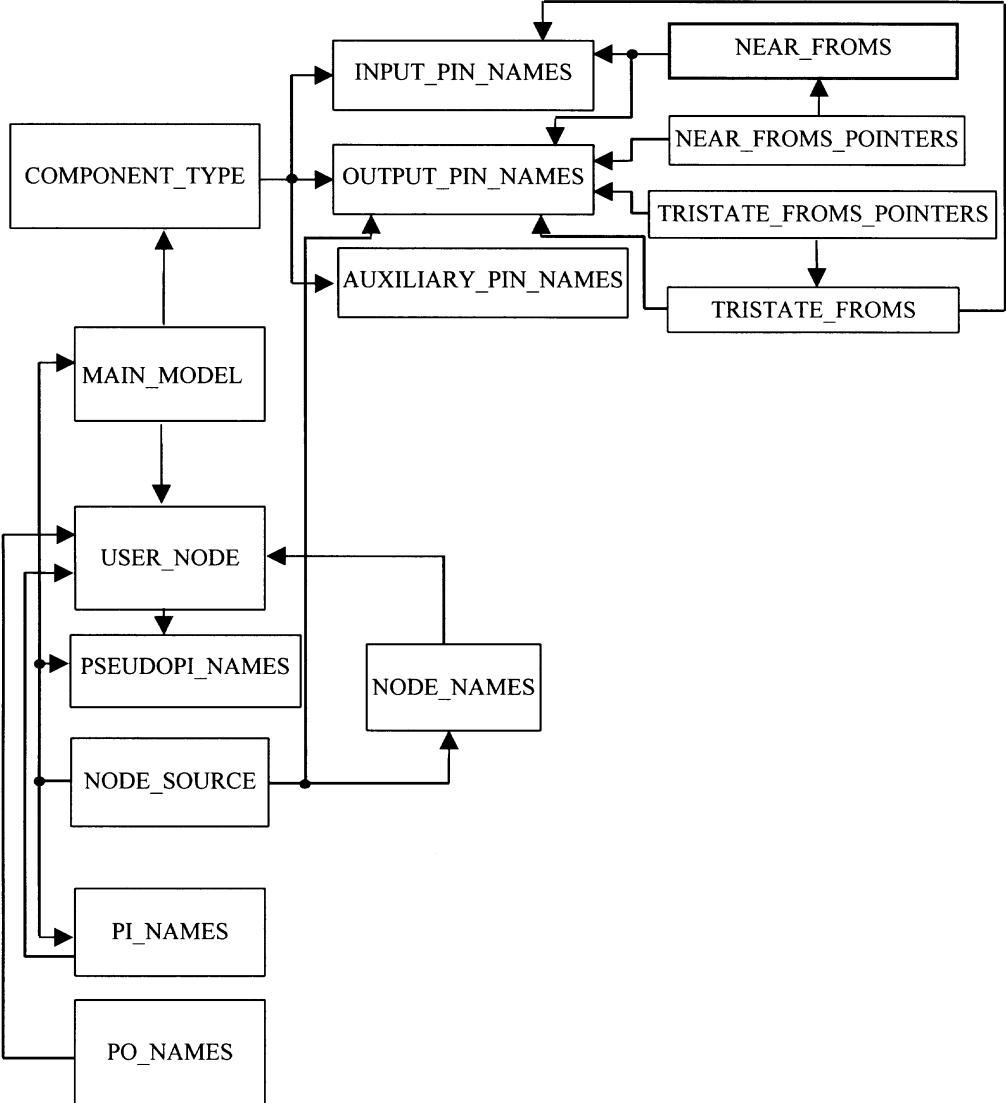 NEAR_FROMS
INPUT_PIN_NAMES
NEAR_FROMS_POINTERS
COMPONENT_TYPE
OUTPUT_PIN_NAMES
TRISTATE_FROMS_POINTERS
AUXILIARY_PIN_NAMES
TRISTATE_FROMS
MAIN_MODEL
USER_NODE
PSEUDOPI_NAMES
NODE_NAMES
NODE_SOURCE
PI_NAMES
PO_NAMES